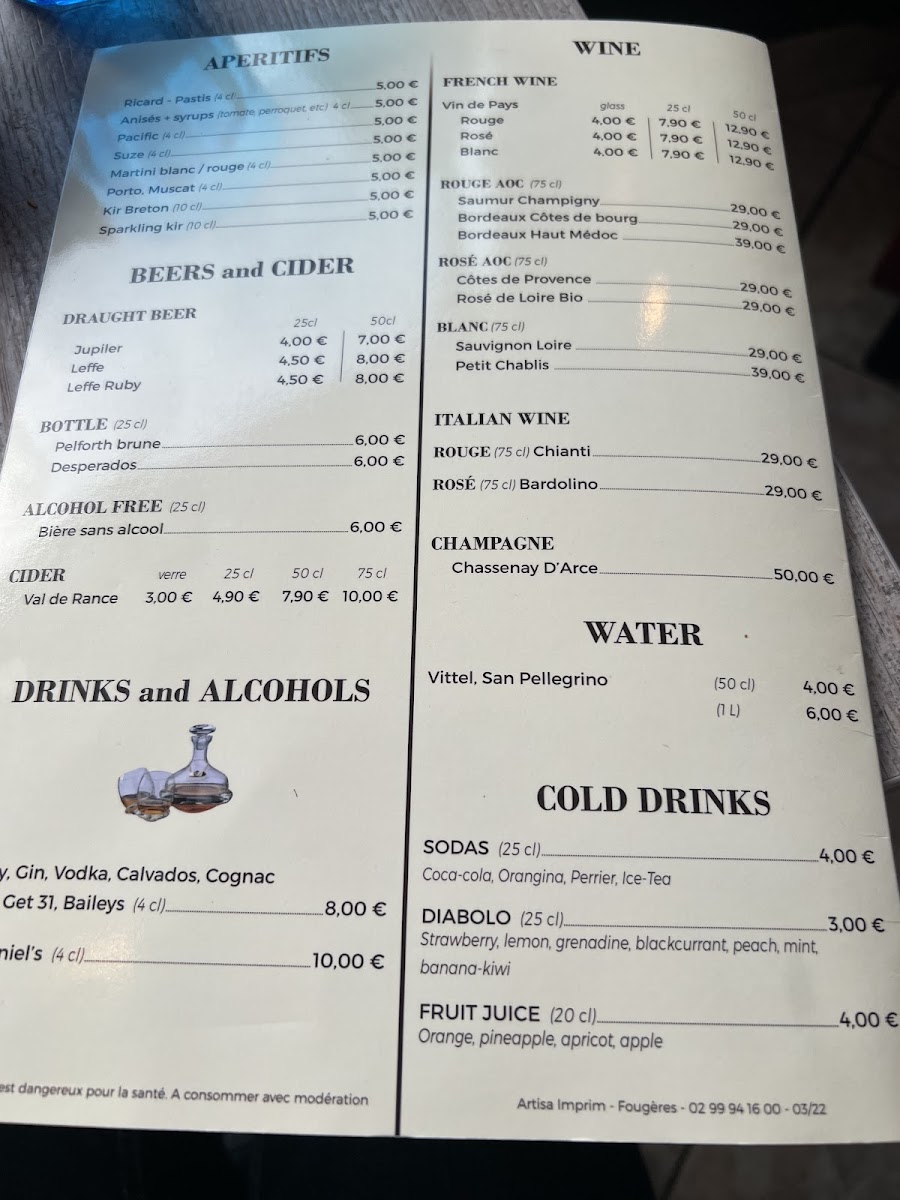 APERITIFS
Ricard - Pastis (4 cl) 5,00 €
Anisés + syrups (tomate, perroquet, etc) 4 cl 5,00 €
Pacific (4 cl) 5,00 €
Suze (4 cl) 5,00 €
Martini blanc / rouge (4 cl) 5,00 €
Porto, Muscat (4 cl) 5,00 €
Kir Breton (10 cl) 5,00 €
Sparkling kir (10 cl) 5,00 €
BEERS and CIDER
DRAUGHT BEER 25cl 50cl
Jupiler 4,00 € 7,00 €
Leffe 4,50 € 8,00 €
Leffe Ruby 4,50 € 8,00 €
BOTTLE (25 cl)
Pelforth brune 6,00 €
Desperados 6,00 €
ALCOHOL FREE (25 cl)
Bière sans alcool 6,00 €
CIDER verre 25 cl 50 cl 75 cl
Val de Rance 3,00 € 4,90 € 7,90 € 10,00 €
DRINKS and ALCOHOLS
y, Gin, Vodka, Calvados, Cognac
Get 31, Baileys (4 cl) 8,00 €
niel's (4 cl) 10,00 €
est dangereux pour la santé. A consommer avec modération
WINE
FRENCH WINE
Vin de Pays glass 25 cl 50 cl
Rouge 4,00 € 7,90 € 12,90 €
Rosé 4,00 € 7,90 € 12,90 €
Blanc 4,00 € 7,90 € 12,90 €
ROUGE AOC (75 cl)
Saumur Champigny 29,00 €
Bordeaux Côtes de bourg 29,00 €
Bordeaux Haut Médoc 39,00 €
ROSÉ AOC (75 cl)
Côtes de Provence 29,00 €
Rosé de Loire Bio 29,00 €
BLANC (75 cl)
Sauvignon Loire 29,00 €
Petit Chablis 39,00 €
ITALIAN WINE
ROUGE (75 cl) Chianti 29,00 €
ROSÉ (75 cl) Bardolino 29,00 €
CHAMPAGNE
Chassenay D'Arce 50,00 €
WATER
Vittel, San Pellegrino (50 cl) 4,00 €
(1 L) 6,00 €
COLD DRINKS
SODAS (25 cl) 4,00 €
Coca-cola, Orangina, Perrier, Ice-Tea
DIABOLO (25 cl) 3,00 €
Strawberry, lemon, grenadine, blackcurrant, peach, mint,
banana-kiwi
FRUIT JUICE (20 cl) 4,00 €
Orange, pineapple, apricot, apple
Artisa Imprim - Fougères - 02 99 94 16 00 - 03/22